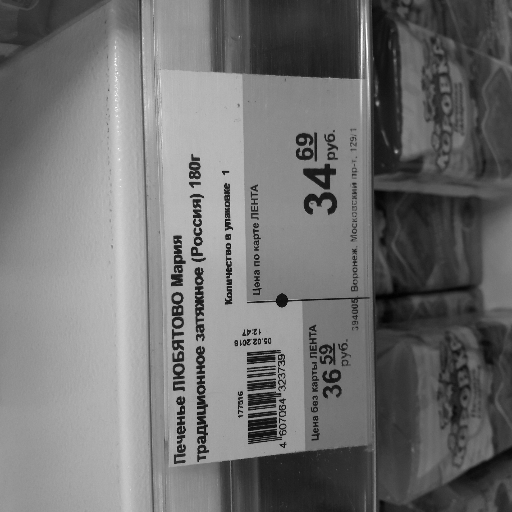 Печенье ЛЮБЯТОВО Мария
традиционное затяжное (Россия) 180г
Количество в упаковке 1
Цена по карте ЛЕНТА
34 69
руб.
394005, Воронеж, Московский пр-т, 129/1
177516
05.02.2016
12:47
4 607064 323739
Цена без карты ЛЕНТА
36 59
руб.
КОРОВКА
КОРОВКА